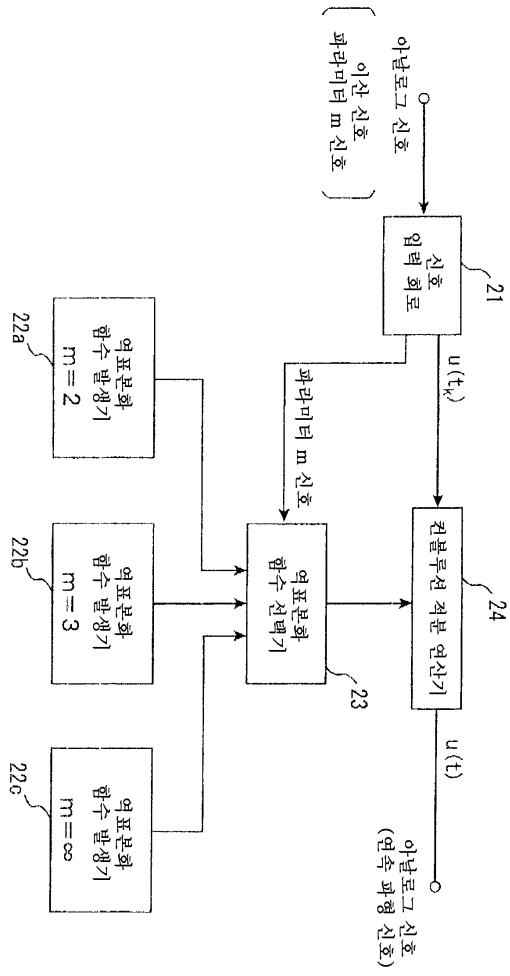 아날로그 신호
이산 신호
파라미터 m 신호
21
신호
입력 회로
u(tₖ)
파라미터 m 신호
24
컨볼루션 적분 연산기
u(t)
아날로그 신호
(연속 파형 신호)
역표본화
함수 선택기
23
역표본화
함수 발생기
m=2
22a
역표본화
함수 발생기
m=3
22b
역표본화
함수 발생기
m=∞
22c